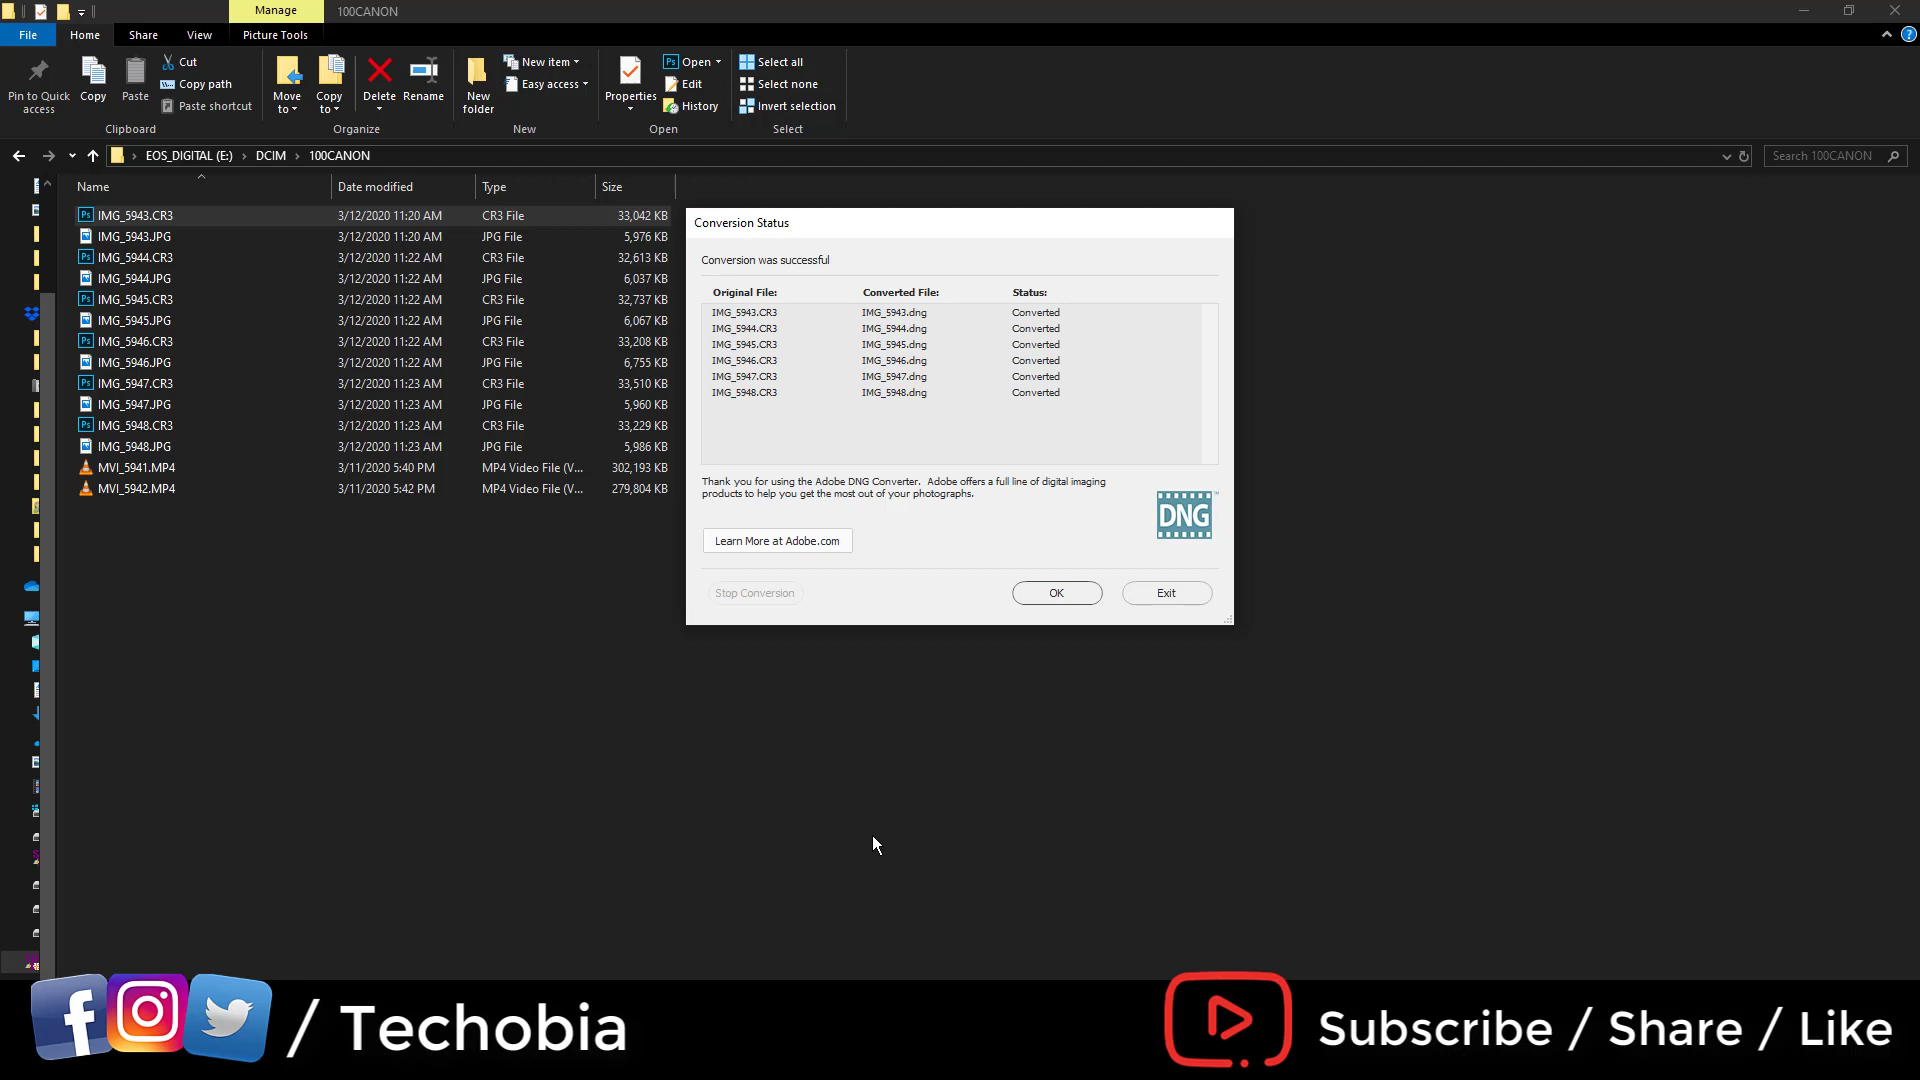 Manage
100CANON
File
Home
Share
View
Picture Tools
Pin to Quick access
Copy
Paste
Cut
Copy path
Paste shortcut
Clipboard
Move to
Copy to
Delete
Rename
Organize
New folder
New item
Easy access
New
Properties
Ps Open
Edit
History
Open
Select all
Select none
Invert selection
Select
EOS_DIGITAL (E:) › DCIM › 100CANON
Search 100CANON
Name Date modified Type Size
Ps IMG_5943.CR3 3/12/2020 11:20 AM CR3 File 33,042 KB
IMG_5943.JPG 3/12/2020 11:20 AM JPG File 5,976 KB
Ps IMG_5944.CR3 3/12/2020 11:22 AM CR3 File 32,613 KB
IMG_5944.JPG 3/12/2020 11:22 AM JPG File 6,037 KB
Ps IMG_5945.CR3 3/12/2020 11:22 AM CR3 File 32,737 KB
IMG_5945.JPG 3/12/2020 11:22 AM JPG File 6,067 KB
Ps IMG_5946.CR3 3/12/2020 11:22 AM CR3 File 33,208 KB
IMG_5946.JPG 3/12/2020 11:22 AM JPG File 6,755 KB
Ps IMG_5947.CR3 3/12/2020 11:23 AM CR3 File 33,510 KB
IMG_5947.JPG 3/12/2020 11:23 AM JPG File 5,960 KB
Ps IMG_5948.CR3 3/12/2020 11:23 AM CR3 File 33,229 KB
IMG_5948.JPG 3/12/2020 11:23 AM JPG File 5,986 KB
MVI_5941.MP4 3/11/2020 5:40 PM MP4 Video File (V... 302,193 KB
MVI_5942.MP4 3/11/2020 5:42 PM MP4 Video File (V... 279,804 KB
Conversion Status
Conversion was successful
Original File: Converted File: Status:
IMG_5943.CR3 IMG_5943.dng Converted
IMG_5944.CR3 IMG_5944.dng Converted
IMG_5945.CR3 IMG_5945.dng Converted
IMG_5946.CR3 IMG_5946.dng Converted
IMG_5947.CR3 IMG_5947.dng Converted
IMG_5948.CR3 IMG_5948.dng Converted
Thank you for using the Adobe DNG Converter. Adobe offers a full line of digital imaging
products to help you get the most out of your photographs.
DNG
Learn More at Adobe.com
Stop Conversion OK Exit
/ Techobia
Subscribe / Share / Like